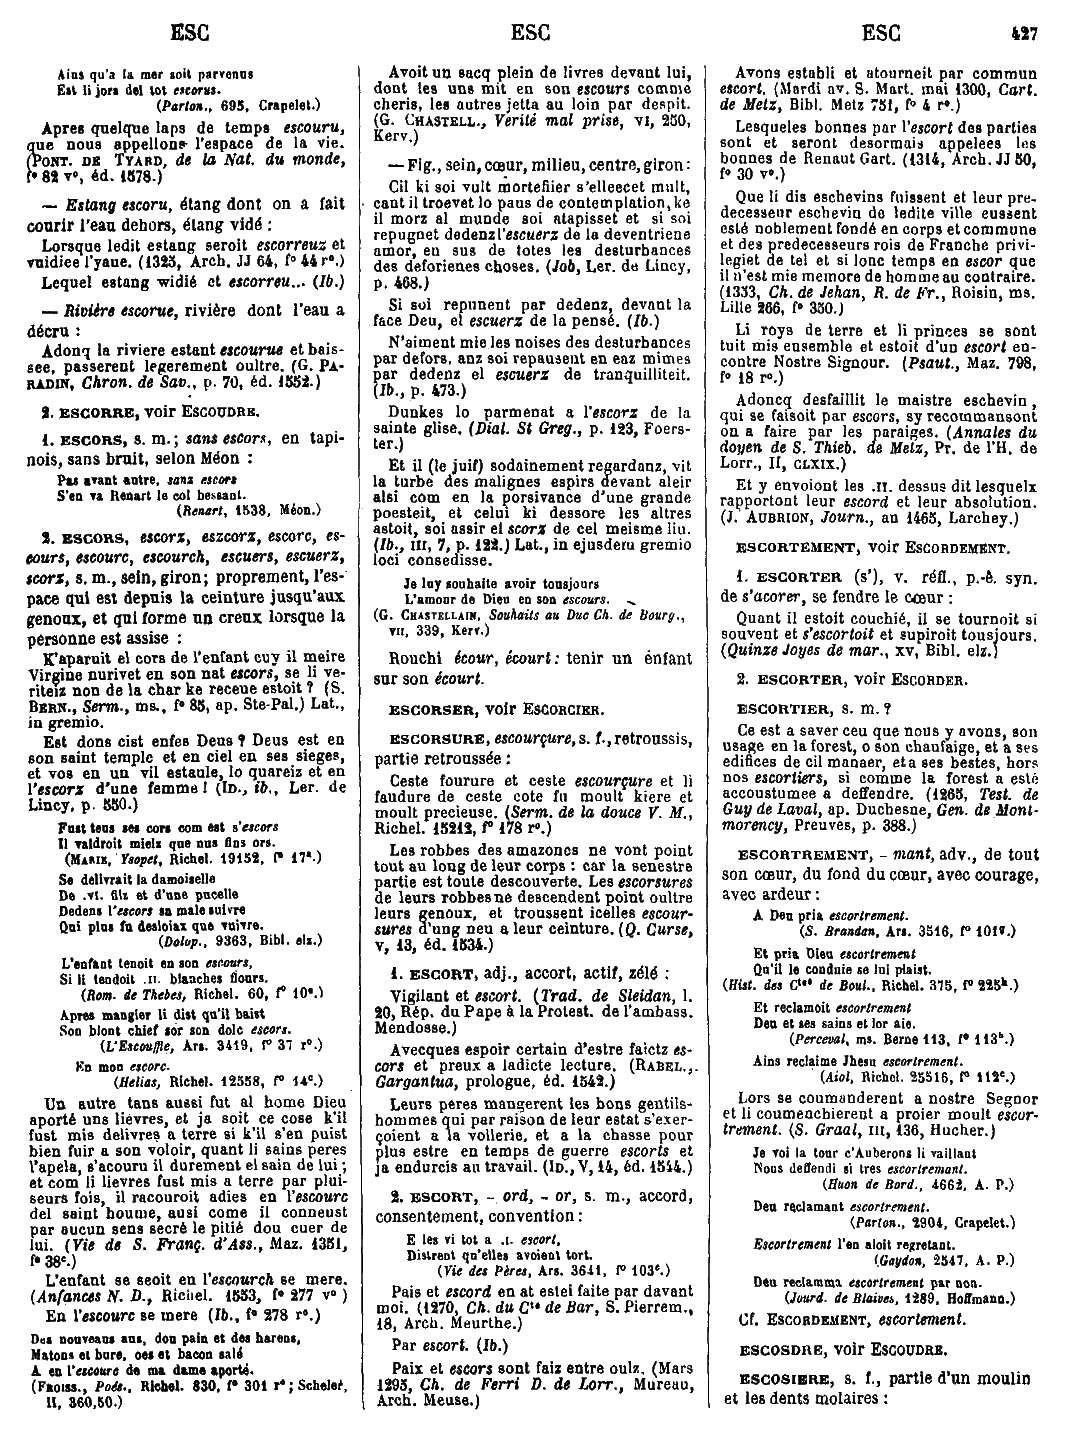 ESC
ESC
ESC
427
Ains qu'a la mer soit parvenus
Est li jors del tot escorus.
(Parton., 695, Crapelet.)
Apres quelque laps de temps escouru,
que nous appellons l'espace de la vie.
(PONT. DE TYARD, de la Nat. du monde,
f° 82 v°, éd. 1578.)
— Estang escoru, étang dont on a fait
courir l'eau dehors, étang vidé :
Lorsque ledit estang seroit escorreuz et
vuidiee l'yaue. (1325, Arch. JJ 64, f° 44 r°.)
Lequel estang widié et escorreu... (Ib.)
— Rivière escorue, rivière dont l'eau a
décru :
Adonq la riviere estant escourue et bais-
see, passerent legerement oultre. (G. PA-
RADIN, Chron. de Sav., p. 70, éd. 1552.)
2. ESCORRE, voir ESCOUDRE.
1. ESCORS, s. m. ; sans escors, en tapi-
nois, sans bruit, selon Méon :
Pas avant autre, sanz escors
S'en va Renart le col bessant.
(Renart, 1538, Méon.)
2. ESCORS, escorz, eszcorz, escorc, es-
cours, escourc, escourch, escuers, escuerz,
scorz, s. m., sein, giron ; proprement, l'es-
pace qui est depuis la ceinture jusqu'aux
genoux, et qui forme un creux lorsque la
personne est assise :
K'aparuit el cors de l'enfant cuy il meire
Virgine nurivet en son nat escors, se li ve-
riteiz non de la char ke receue estoit ? (S.
BERN., Serm., ms., f° 85, ap. Ste-Pal.) Lat.,
in gremio.
Est dons cist enfes Deus ? Deus est en
son saint temple et en ciel en ses sieges,
et vos en un vil estaule, lo quareiz et en
l'escorz d'une femme ! (ID., ib., Ler. de
Lincy, p. 550.)
Fust tous ses cors com est s'escors
Il valdroit mielx que nus fins ors.
(MARIE, Ysopet, Richel. 19152, f° 17ª.)
Se delivrait la damoiselle
De .vi. filz et d'une pucelle
Dedens l'escors sa male suivre
Qui plus fu desloiax que vuivre.
(Dolop., 9363, Bibl. elz.)
L'enfant tenoit en son escours,
Si li tendoit .II. blanches flours.
(Rom. de Thebes, Richel. 60, f° 10ª.)
Apres mangier li dist qu'il baist
Son blont chief sor son dolc escors.
(L'Escouffle, Ars. 3419, f° 37 r°.)
En mon escorc.
(Helias, Richel. 12558, f° 14ᶜ.)
Un autre tans aussi fut al home Dieu
aporté uns lievres, et ja soit ce cose k'il
fust mis delivres a terre si k'il s'en puist
bien fuir a son voloir, quant li sains peres
l'apela, s'acouru il durement el sain de lui ;
et com li lievres fust mis a terre par plui-
seurs fois, il racouroit adies en l'escourc
del saint houme, ausi come il conneust
par aucun sens secré le pitié dou cuer de
lui. (Vie de S. Franç. d'Ass., Maz. 1351,
f° 38ᶜ.)
L'enfant se seoit en l'escourch se mere.
(Anfances N. D., Richel. 1553, f° 277 v°)
En l'escourc se mere (Ib., f° 278 r°.)
Des nouveaus aus, don pain et des harens,
Matons et bure, oes et bacon salé
A en l'escourc de ma dame aporté.
(FROISS., Poés., Richel. 830, f° 301 r° ; Scheler,
II, 360,50.)
Avoit un sacq plein de livres devant lui,
dont les uns mit en son escours comme
cheris, les autres jetta au loin par despit.
(G. CHASTELL., Verité mal prise, VI, 250,
Kerv.)
— Fig., sein, cœur, milieu, centre, giron :
Cil ki soi vult mortefiier s'elleecet mult,
cant il troevet lo paus de contemplation, ke
il morz al munde soi atapisset et si soi
repugnet dedenz l'escuerz de la deventriene
amor, en sus de totes les desturbances
des deforienes choses. (Job, Ler. de Lincy,
p. 468.)
Si soi repunent par dedenz, devant la
face Deu, el escuerz de la pensé. (Ib.)
N'aiment mie les noises des desturbances
par defors, anz soi repausent en eaz mimes
par dedenz el escuerz de tranquilliteit.
(Ib., p. 473.)
Dunkes lo parmenat a l'escorz de la
sainte glise. (Dial. St Greg., p. 123, Foers-
ter.)
Et il (le juif) sodainement regardanz, vit
la turbe des malignes espirs devant aleir
alsi com en la porsivance d'une grande
poesteit, et celui ki dessore les altres
astoit, soi assir el scorz de cel meisme liu.
(Ib., III, 7, p. 122.) Lat., in ejusdem gremio
loci consedisse.
Je luy souhaite avoir tousjours
L'amour de Dieu en son escours.
(G. CHASTELLAIN, Souhaits au Duc Ch. de Bourg.,
VII, 339, Kerv.)
Rouchi écour, écourt : tenir un énfant
sur son écourt.
ESCORSER, voir ESCORCIER.
ESCORSURE, escourçure, s. f., retroussis,
partie retroussée :
Ceste fourure et ceste escourçure et li
faudure de ceste cote fu moult kiere et
moult precieuse. (Serm. de la douce V. M.,
Richel. 15212, f° 178 r°.)
Les robbes des amazones ne vont point
tout au long de leur corps : car la senestre
partie est toute descouverte. Les escorsures
de leurs robbes ne descendent point oultre
leurs genoux, et troussent icelles escour-
sures d'ung neu a leur ceinture. (Q. Curse,
V, 13, éd. 1534.)
1. ESCORT, adj., accort, actif, zélé :
Vigilant et escort. (Trad. de Sleidan, l.
20, Rép. du Pape à la Protest. de l'ambass.
Mendosse.)
Avecques espoir certain d'estre faictz es-
cors et preux a ladicte lecture. (RABEL.,
Gargantua, prologue, éd. 1542.)
Leurs peres mangerent les bons gentils-
hommes qui par raison de leur estat s'exer-
çoient a la vollerie, et a la chasse pour
plus estre en temps de guerre escorts et
ja endurcis au travail. (ID., V, 14, éd. 1544.)
2. ESCORT, - ord, - or, s. m., accord,
consentement, convention :
E les vi tot a .I. escort,
Distrent qu'elles avoient tort.
(Vie des Pères, Ars. 3641, f° 103ᶜ.)
Pais et escord en at estei faite par davant
moi. (1270, Ch. du Cte de Bar, S. Pierrem.,
18, Arch. Meurthe.)
Par escort. (Ib.)
Paix et escors sont faiz entre oulz. (Mars
1295, Ch. de Ferri D. de Lorr., Mureau,
Arch. Meuse.)
Avons establi et atourneit par commun
escort. (Mardi av. S. Mart. mai 1300, Cart.
de Metz, Bibl. Metz 751, f° 4 r°.)
Lesqueles bonnes par l'escort des parties
sont et seront desormais appelees les
bonnes de Renaut Gart. (1314, Arch. JJ 50,
f° 30 v°.)
Que li dis eschevins fuissent et leur pre-
decesseur eschevin de ledite ville eussent
esté noblement fondé en corps et commune
et des predecesseurs rois de Franche privi-
legiet de tel et si lonc temps en escor que
il n'est mie memore de homme au contraire.
(1333, Ch. de Jehan, R. de Fr., Roisin, ms.
Lille 266, f° 350.)
Li roys de terre et li princes se sont
tuit mis ensemble et estoit d'un escort en-
contre Nostre Signour. (Psaut., Maz. 798,
f° 18 r°.)
Adoncq desfaillit le maistre eschevin,
qui se faisoit par escors, sy recommansont
on a faire par les paraiges. (Annales du
doyen de S. Thieb. de Metz, Pr. de l'H. de
Lorr., II, CLXIX.)
Et y envoiont les .II. dessus dit lesquelx
rapportont leur escord et leur absolution.
(J. AUBRION, Journ., an 1465, Larchey.)
ESCORTEMENT, voir ESCORDEMENT.
1. ESCORTER (s'), v. réfl., p.-ê. syn.
de s'acorer, se fendre le cœur :
Quant il estoit couchié, il se tournoit si
souvent et s'escortoit et supiroit tousjours.
(Quinze Joyes de mar., XV, Bibl. elz.)
2. ESCORTER, voir ESCORDER.
ESCORTIER, s. m. ?
Ce est a saver ceu que nous y avons, son
usage en la forest, o son chaufaige, et a ses
edifices de cil manaer, et a ses bestes, hors
nos escortiers, si comme la forest a esté
accoustumee a deffendre. (1265, Test. de
Guy de Laval, ap. Duchesne, Gen. de Mont-
morency, Preuves, p. 388.)
ESCORTREMENT, - mant, adv., de tout
son cœur, du fond du cœur, avec courage,
avec ardeur :
A Deu pria escortrement.
(S. Brandan, Ars. 3516, f° 101ᵛ.)
Et pria Dieu escortrement
Qu'il le conduie se lui plaist.
(Hist. des Ctes de Boul., Richel. 375, f° 225ᵇ.)
Et reclamoit escortrement
Deu et ses sains et lor aie.
(Perceval, ms. Berne 113, f° 113ᵇ.)
Ains reclaime Jhesu escortrement.
(Aiol, Richel. 25516, f° 112ᶜ.)
Lors se coumanderent a nostre Segnor
et li coumenchierent a proier moult escor-
trement. (S. Graal, III, 136, Hucher.)
Je voi la tour c'Auberons li vaillant
Nous deffendi si tres escortremant.
(Huon de Bord., 4662, A. P.)
Deu reclamant escortrement.
(Parton., 2904, Crapelet.)
Escortrement l'en aloit regretant.
(Gaydon, 2547, A. P.)
Deu reclamma escortrement par non.
(Jourd. de Blaives, 1289, Hoffmann.)
Cf. ESCORDEMENT, escortement.
ESCOSDRE, voir ESCOUDRE.
ESCOSIERE, s. f., partie d'un moulin
et les dents molaires :